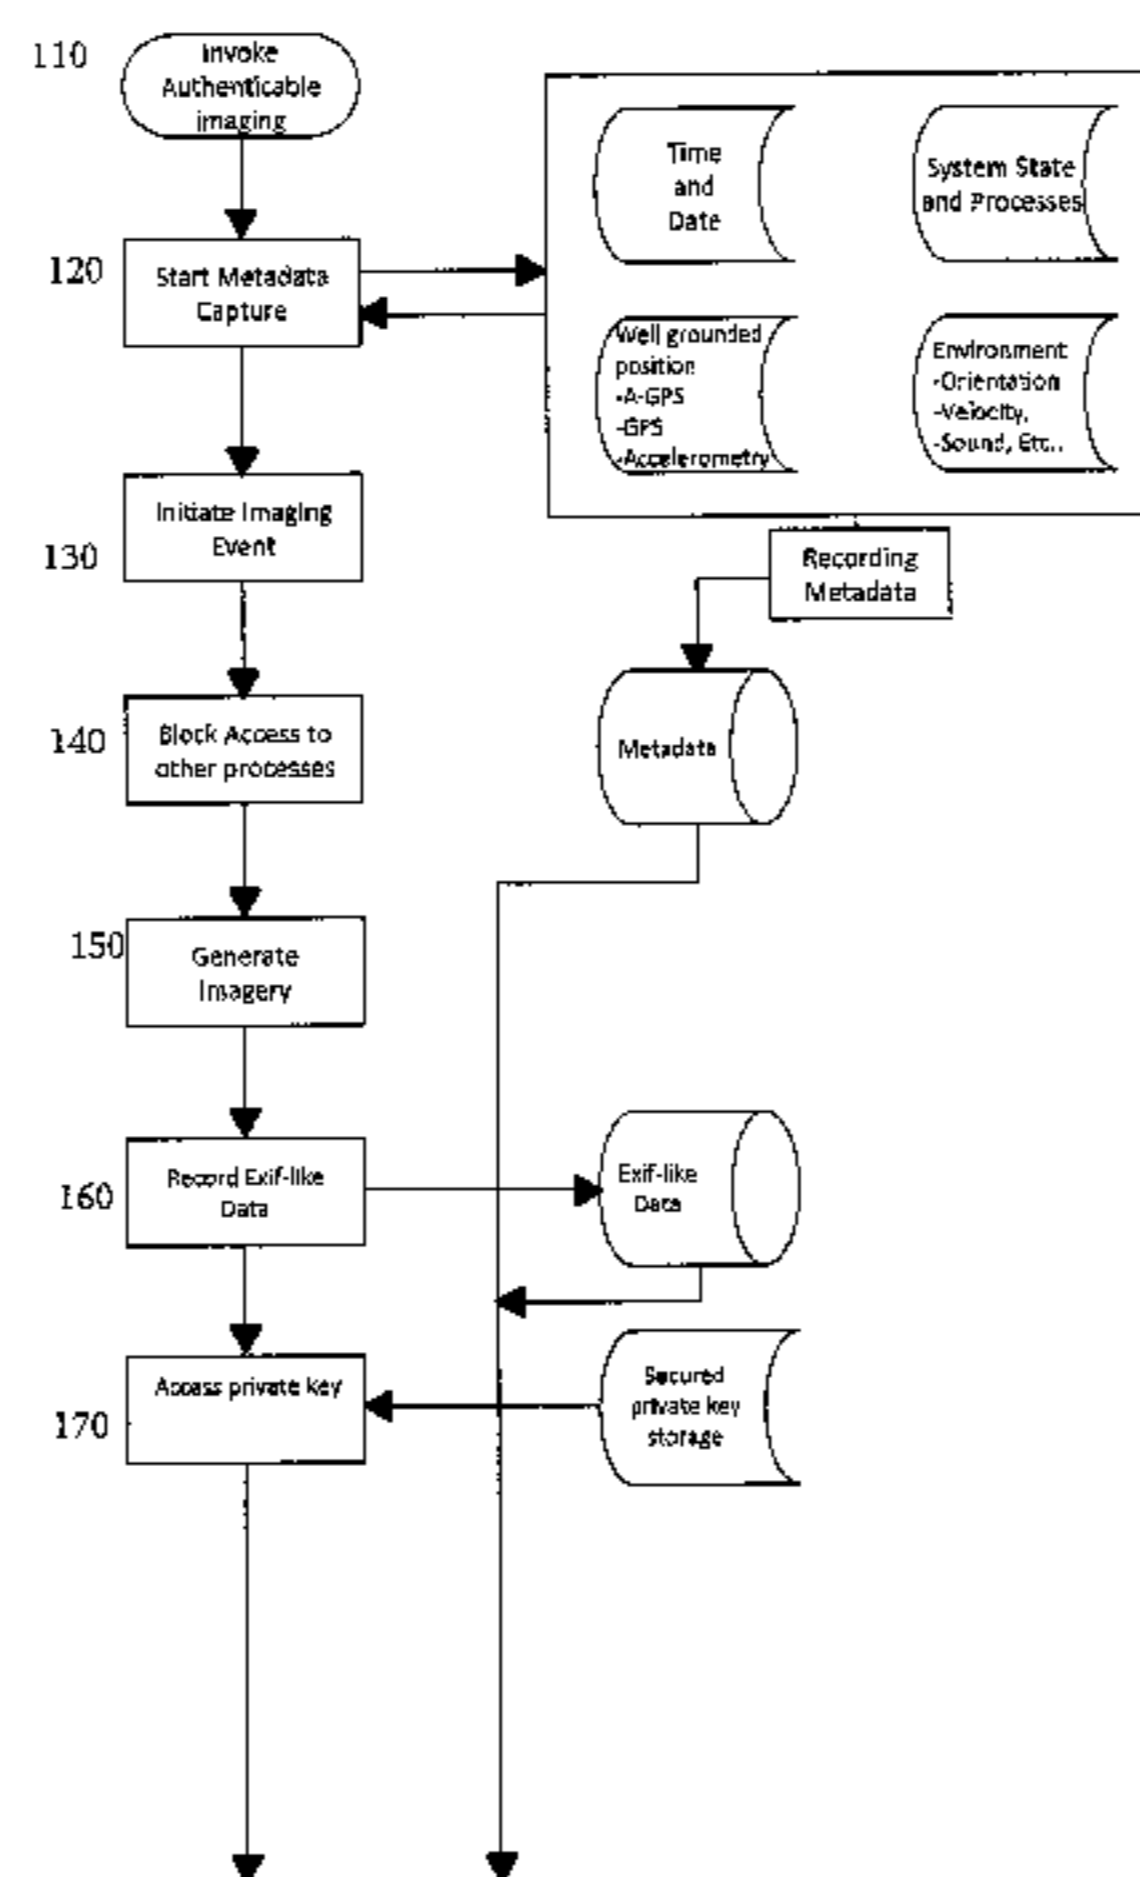 110
Invoke
Authenticable
imaging
120
Start Metadata
Capture
Time
and
Date
System State
and Processes
Well grounded
position
-A-GPS
-GPS
-Accelerometry
Environment
-Orientation
-Velocity,
-Sound, Etc..
130
Initiate Imaging
Event
Recording
Metadata
140
Block Access to
other processes
Metadata
150
Generate
Imagery
160
Record Exif-like
Data
Exif-like
Data
170
Access private key
Secured
private key
storage